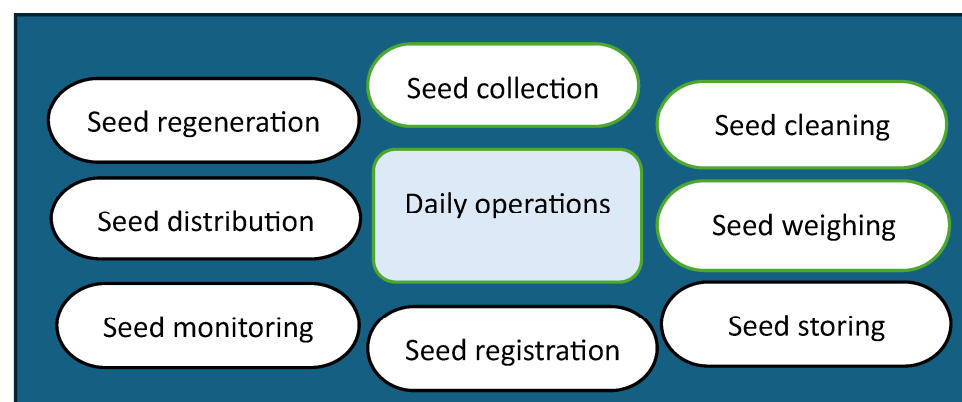 Seed collection
Seed regeneration
Seed cleaning
Daily operations
Seed distribution
Seed weighing
Seed monitoring
Seed storing
Seed registration